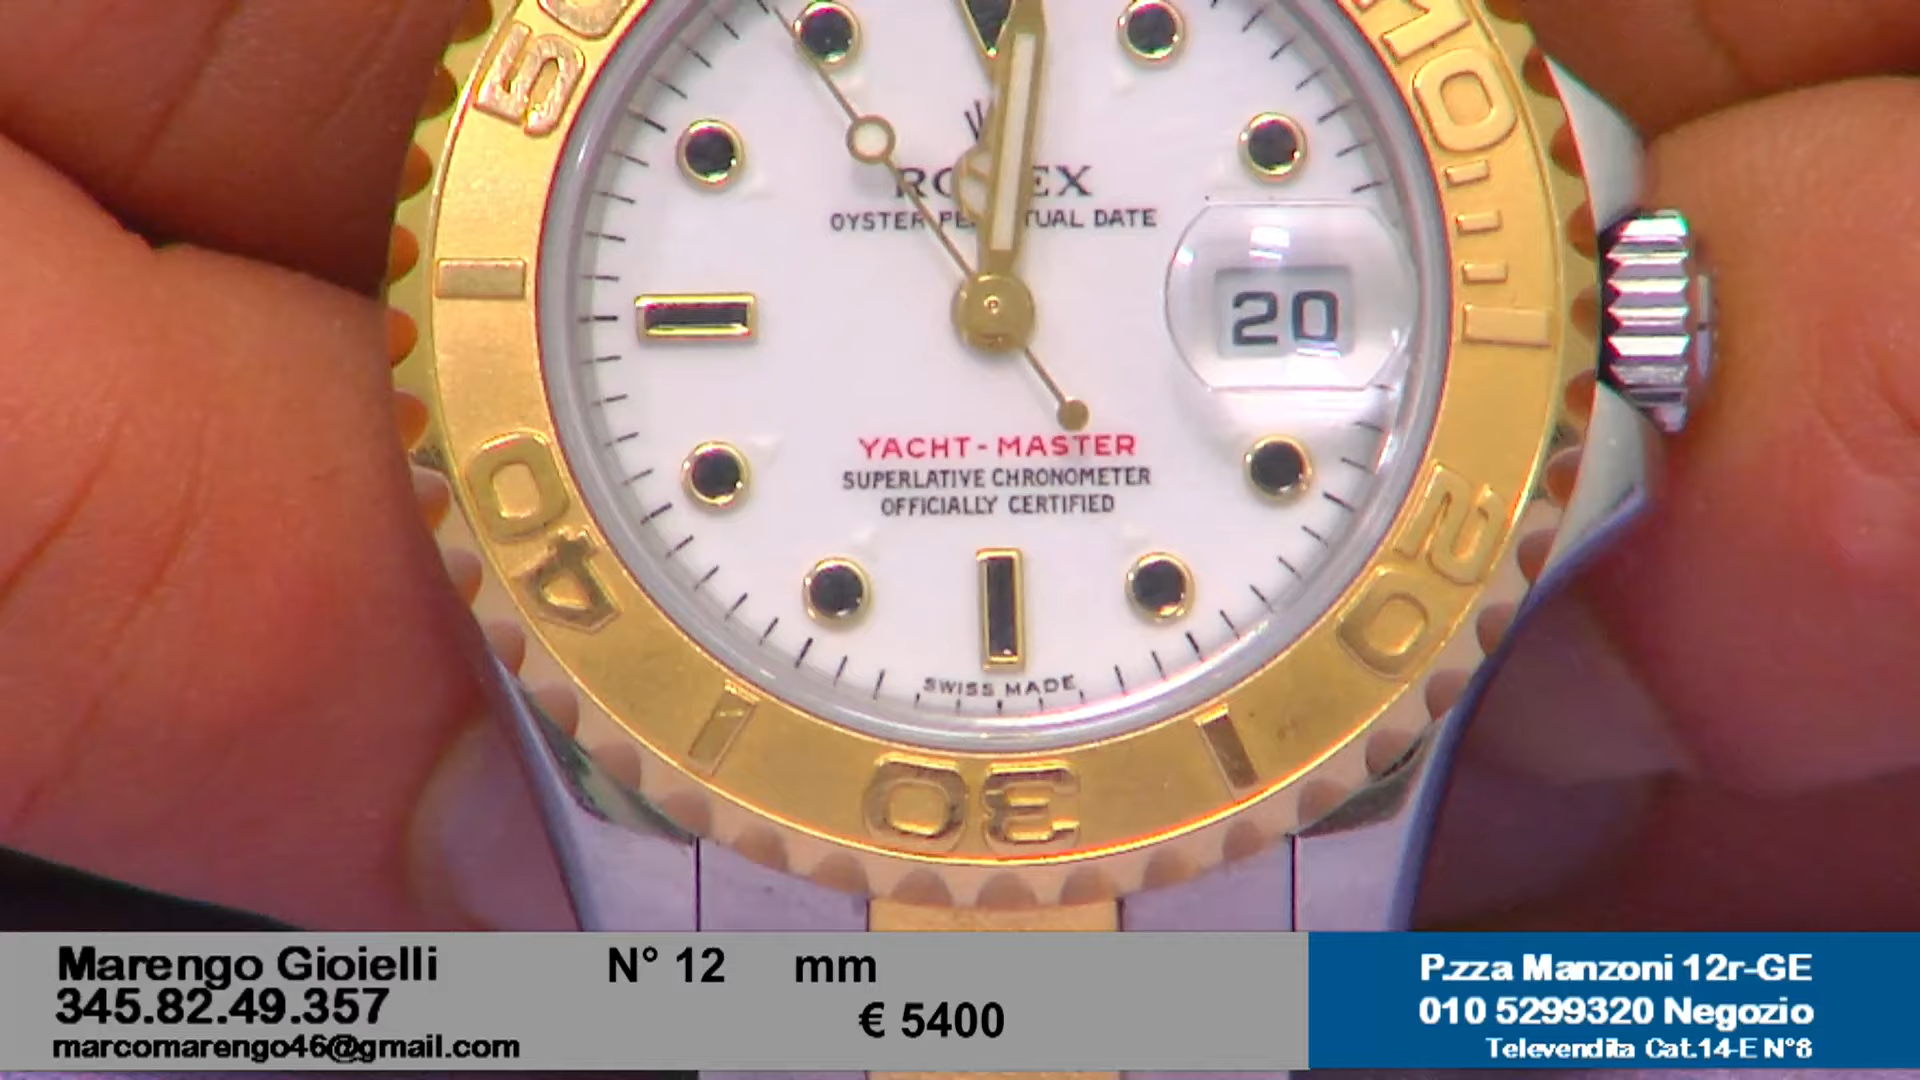 50
10
ROLEX
OYSTER PERPETUAL DATE
20
YACHT-MASTER
SUPERLATIVE CHRONOMETER
OFFICIALLY CERTIFIED
40
20
SWISS MADE
30
Marengo Gioielli
345.82.49.357
marcomarengo46@gmail.com
N° 12 mm
€ 5400
P.zza Manzoni 12r-GE
010 5299320 Negozio
Televendita Cat.14-E N°8